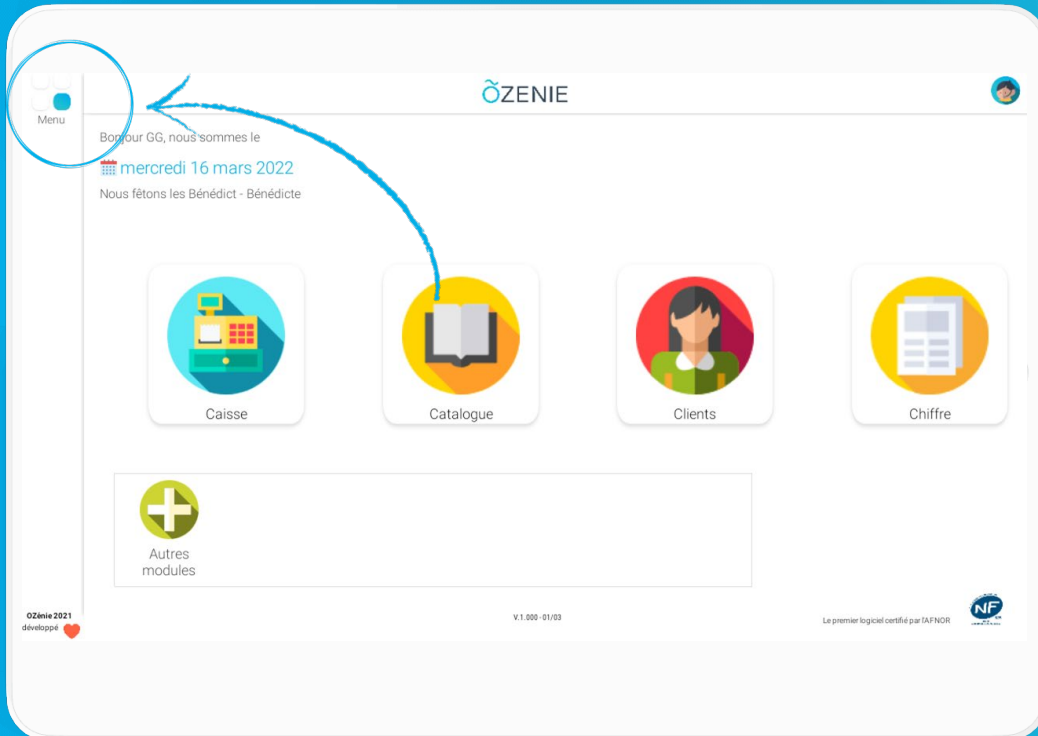 Menu
ÕZENIE
Bonjour GG, nous sommes le
mercredi 16 mars 2022
Nous fêtons les Bénédict - Bénédicte
Caisse
Catalogue
Clients
Chiffre
Autres
modules
OZénie 2021
développé
V.1.000 - 01/03
Le premier logiciel certifié par l'AFNOR
NF